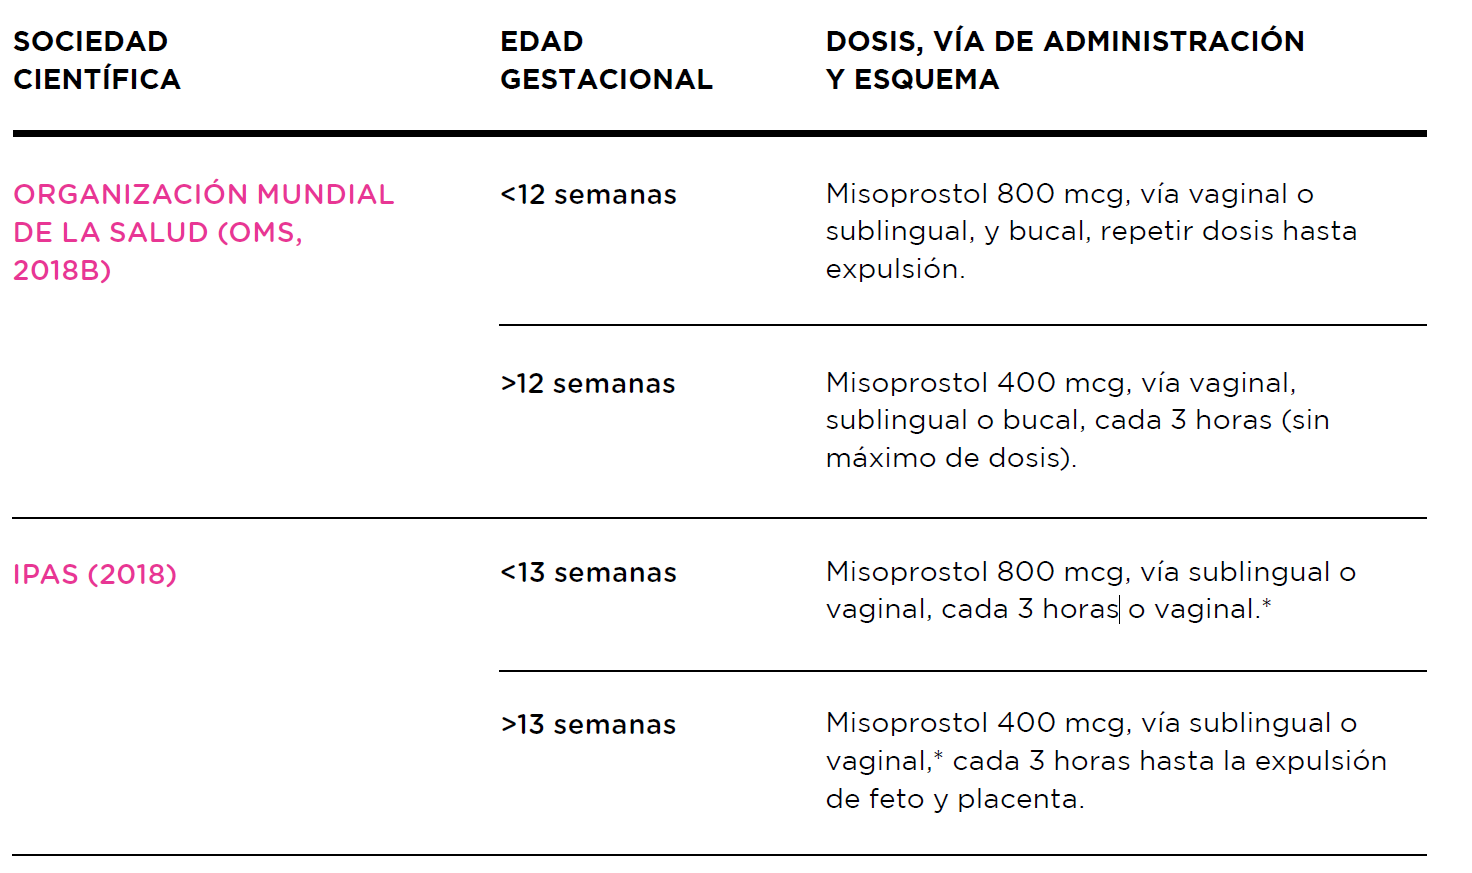 SOCIEDAD
CIENTÍFICA
EDAD
GESTACIONAL
DOSIS, VÍA DE ADMINISTRACIÓN
Y ESQUEMA
ORGANIZACIÓN MUNDIAL
DE LA SALUD (OMS,
2018B)
<12 semanas
Misoprostol 800 mcg, vía vaginal o
sublingual, y bucal, repetir dosis hasta
expulsión.
>12 semanas
Misoprostol 400 mcg, vía vaginal,
sublingual o bucal, cada 3 horas (sin
máximo de dosis).
IPAS (2018)
<13 semanas
Misoprostol 800 mcg, vía sublingual o
vaginal, cada 3 horas o vaginal.*
>13 semanas
Misoprostol 400 mcg, vía sublingual o
vaginal,* cada 3 horas hasta la expulsión
de feto y placenta.